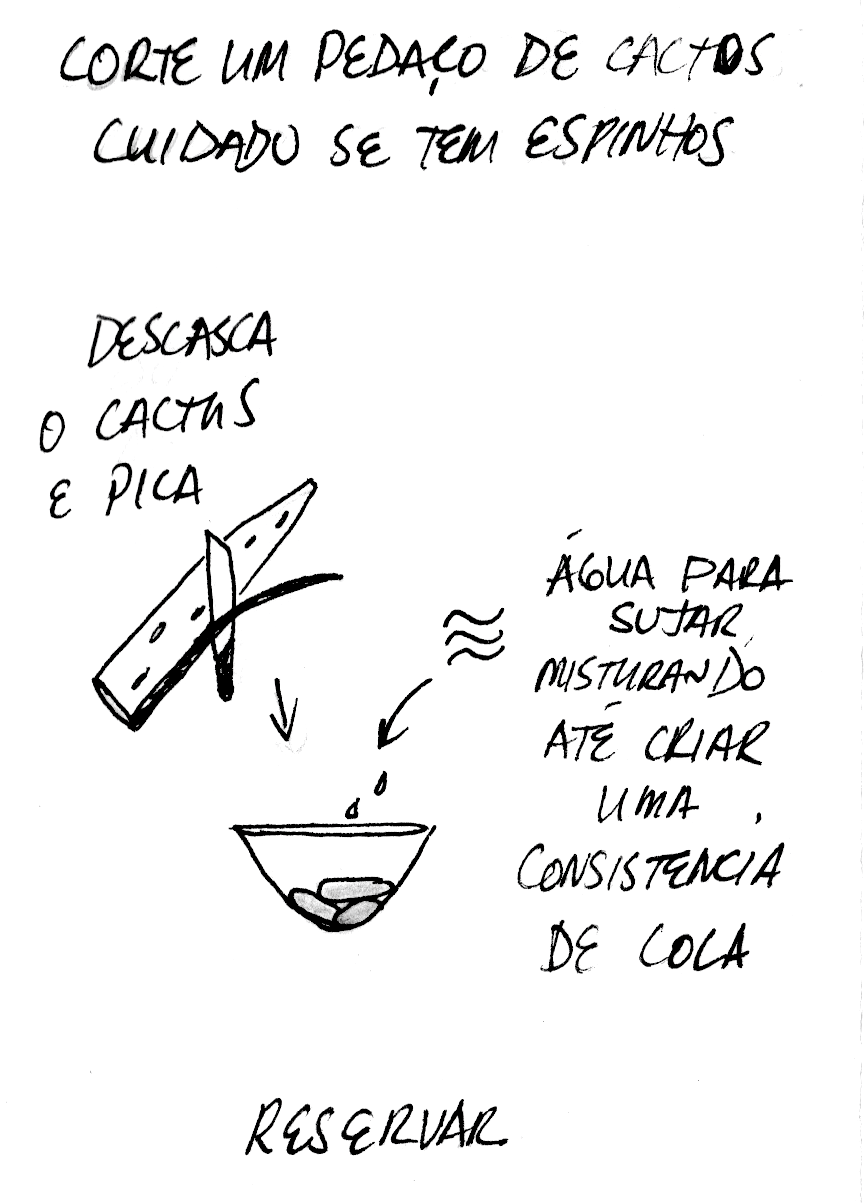 CORTE UM PEDAÇO DE CACTOS
CUIDADO SE TEM ESPINHOS
DESCASCA
O CACTUS
E PICA
ÁGUA PARA
SUJAR
MISTURANDO
ATÉ CRIAR
UMA
CONSISTENCIA
DE COLA
RESERVAR